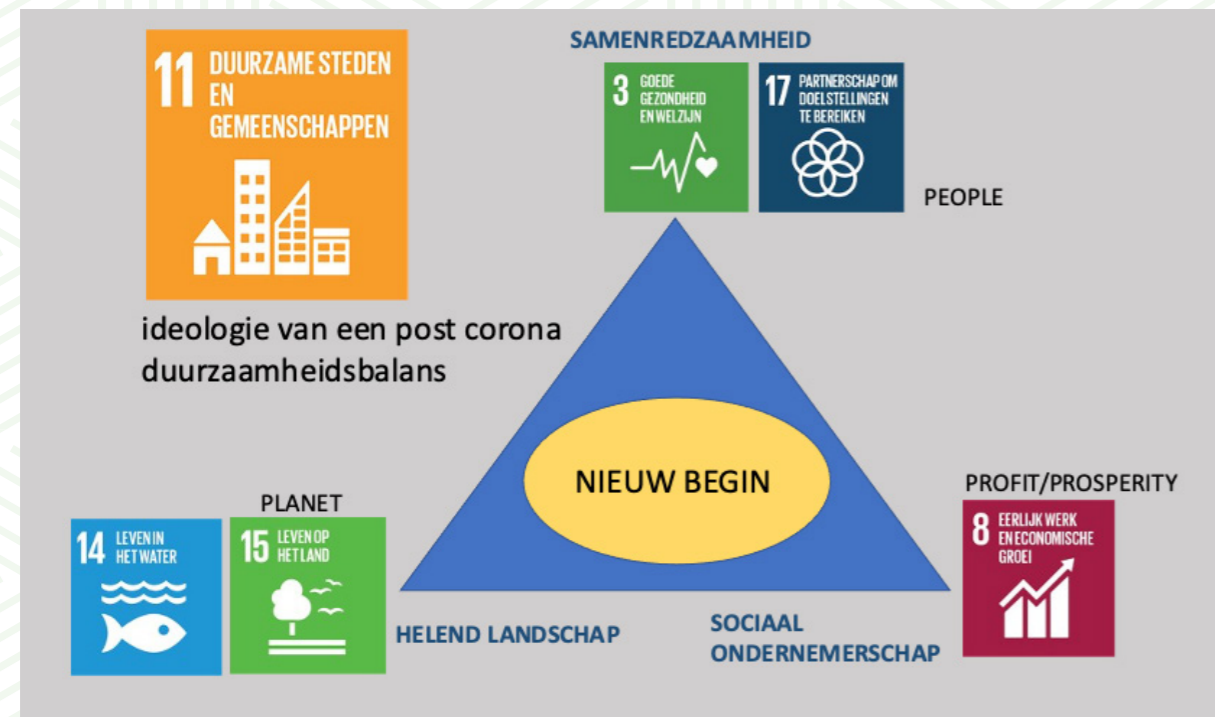 11 DUURZAME STEDEN
EN
GEMEENSCHAPPEN
ideologie van een post corona
duurzaamheidsbalans
SAMENREDZAAMHEID
3 GOEDE
GEZONDHEID
EN WELZIJN
17 PARTNERSCHAP OM
DOELSTELLINGEN
TE BEREIKEN
PEOPLE
NIEUW BEGIN
PLANET
14 LEVEN IN
HET WATER
15 LEVEN OP
HET LAND
HELEND LANDSCHAP
PROFIT/PROSPERITY
8 EERLIJK WERK
EN ECONOMISCHE
GROEI
SOCIAAL
ONDERNEMERSCHAP